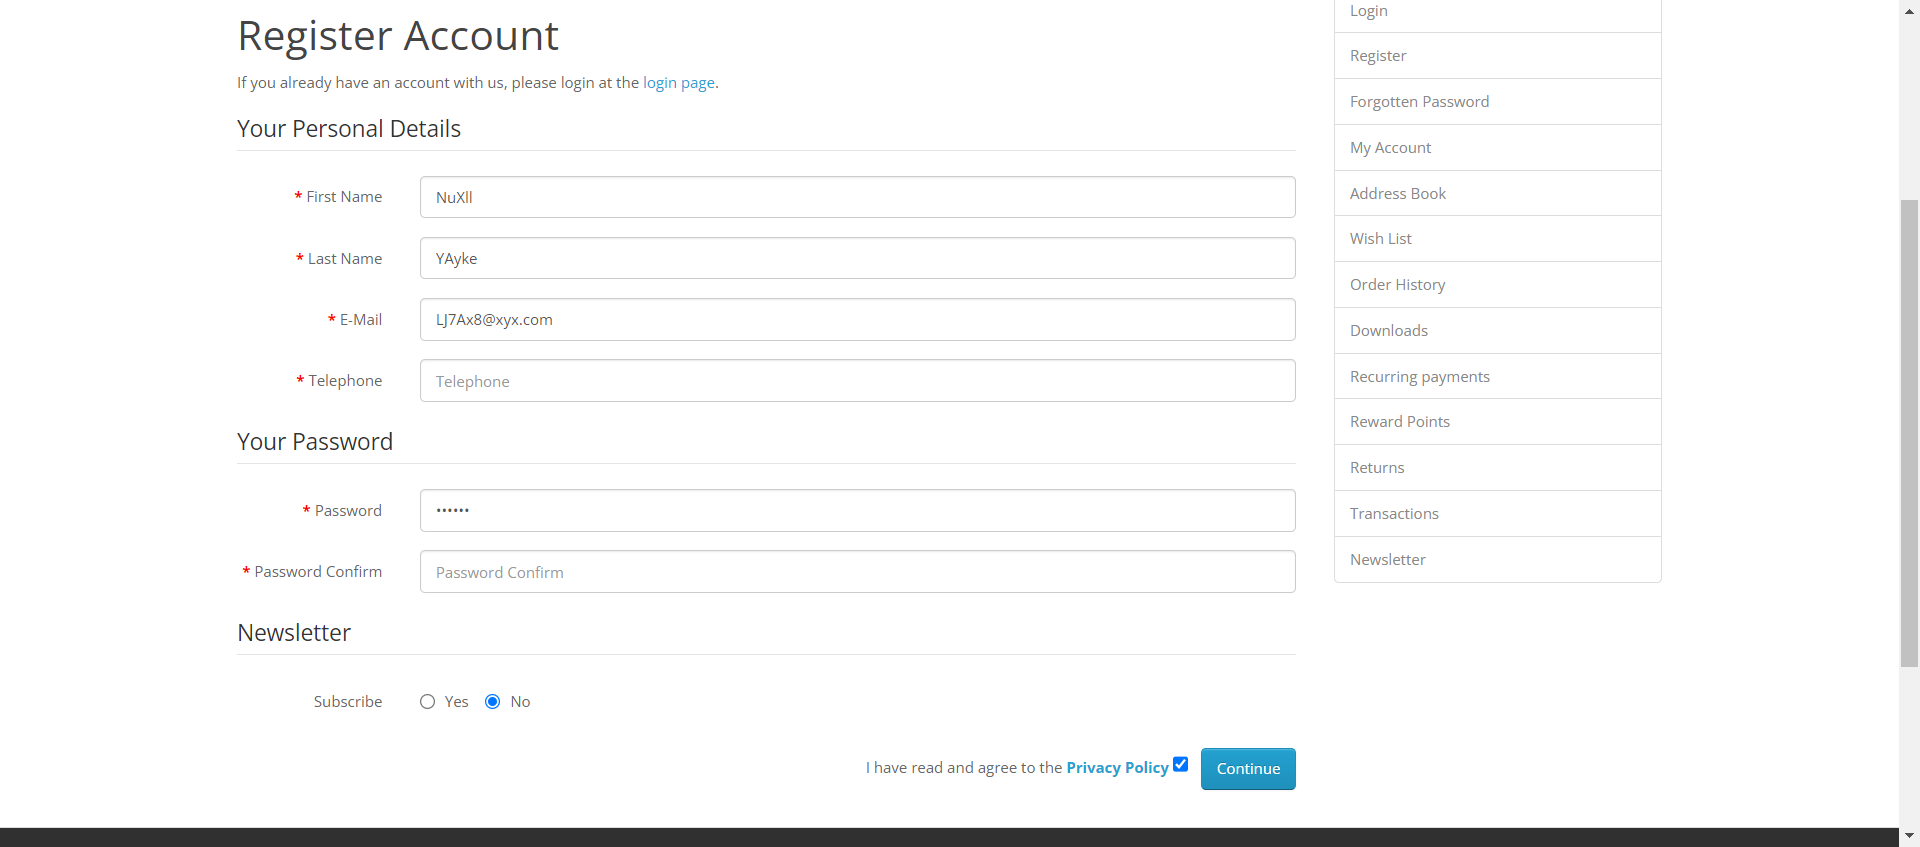 Register Account
If you already have an account with us, please login at the login page.
Your Personal Details
* First Name
NuXll
* Last Name
YAyke
* E-Mail
LJ7Ax8@xyx.com
* Telephone
Telephone
Your Password
* Password
••••••
* Password Confirm
Password Confirm
Newsletter
Subscribe
Yes
No
I have read and agree to the Privacy Policy
Continue
Login
Register
Forgotten Password
My Account
Address Book
Wish List
Order History
Downloads
Recurring payments
Reward Points
Returns
Transactions
Newsletter